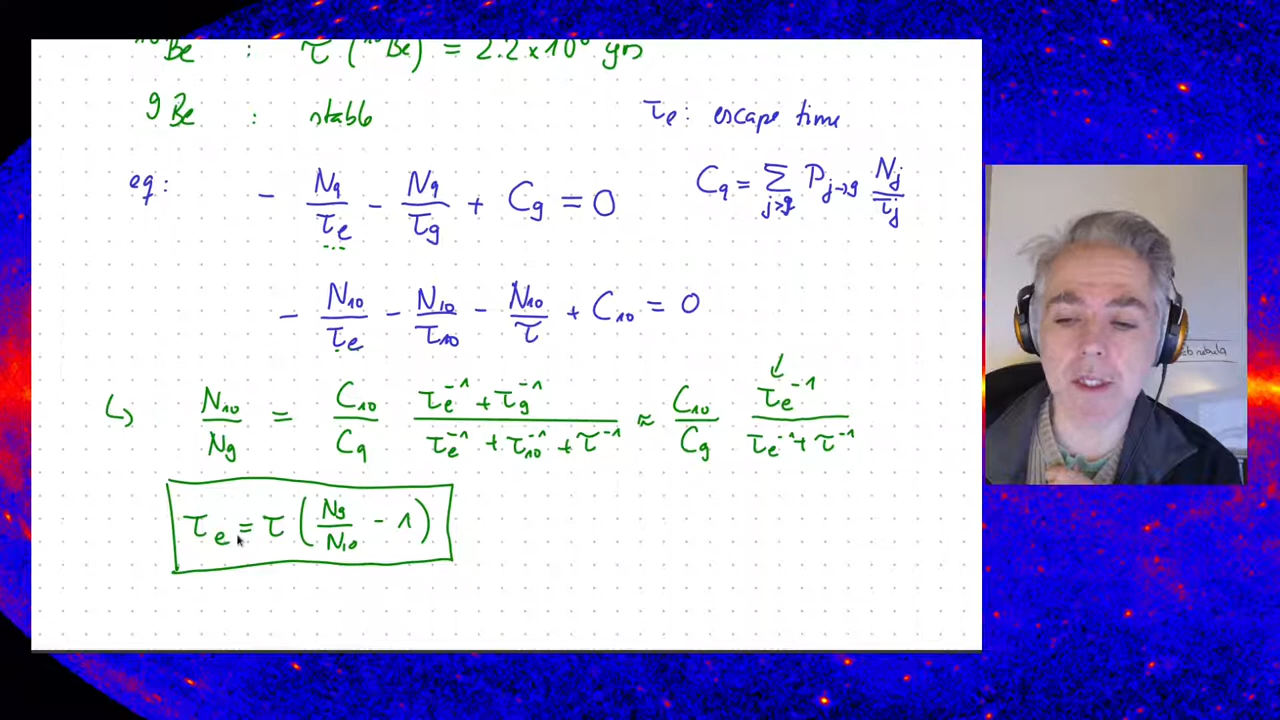 ¹⁰Be : τ (¹⁰Be) = 2.2 × 10⁶ yrs
⁹Be : stable
τₑ: escape time
eq: - N₉/τₑ - N₉/τ₉ + C₉ = 0
C₉ = Σ_{j>9} P_{j→9} N_j/τ_j
- N₁₀/τₑ - N₁₀/τ₁₀ - N₁₀/τ + C₁₀ = 0
↳ N₁₀/N₉ = C₁₀/C₉ (τₑ⁻¹ + τ₉⁻¹)/(τₑ⁻¹ + τ₁₀⁻¹ + τ⁻¹) ≈ C₁₀/C₉ τₑ⁻¹/(τₑ⁻¹ + τ⁻¹)
τₑ = τ (N₉/N₁₀ - 1)